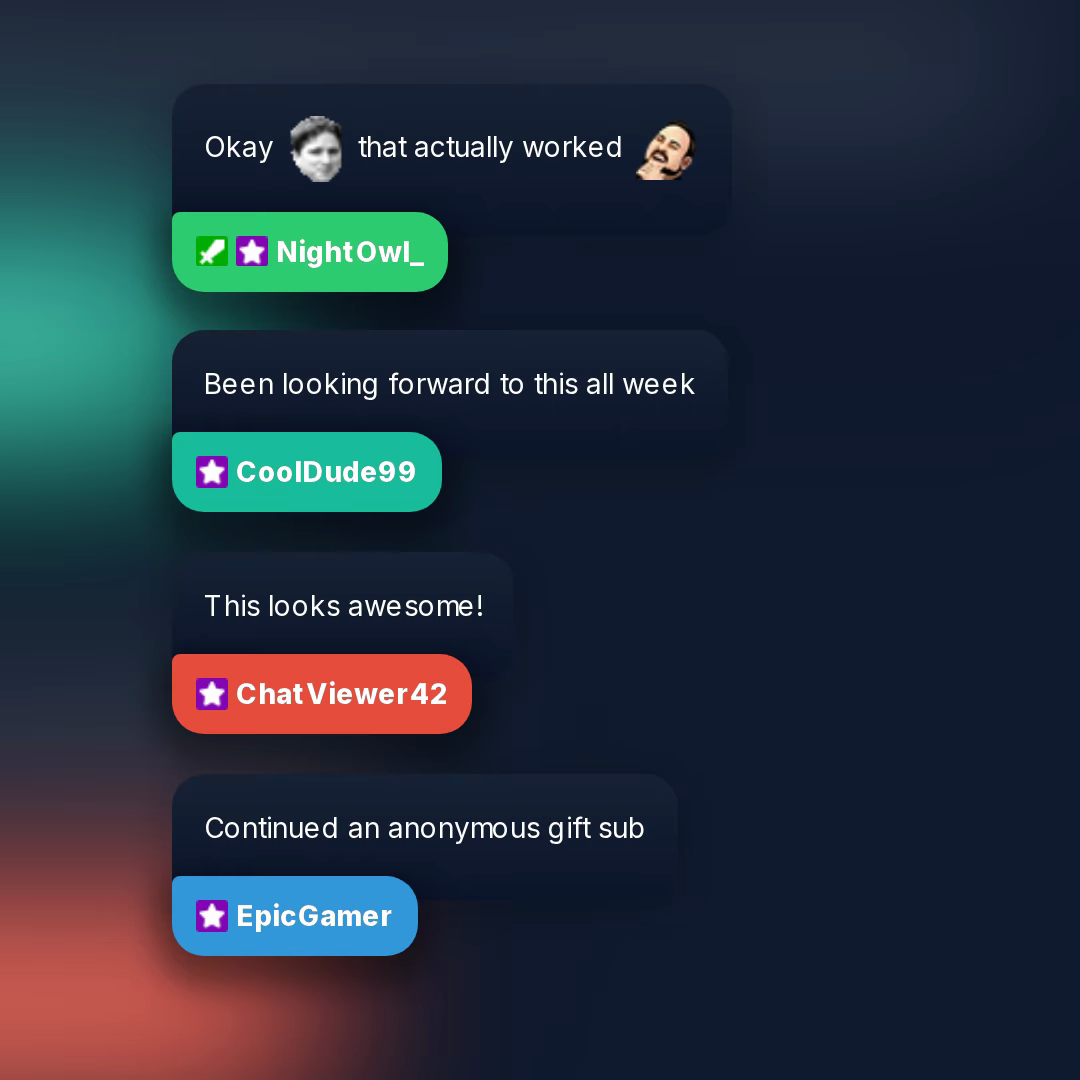 Okay that actually worked
NightOwl_
Been looking forward to this all week
CoolDude99
This looks awesome!
ChatViewer42
Continued an anonymous gift sub
EpicGamer